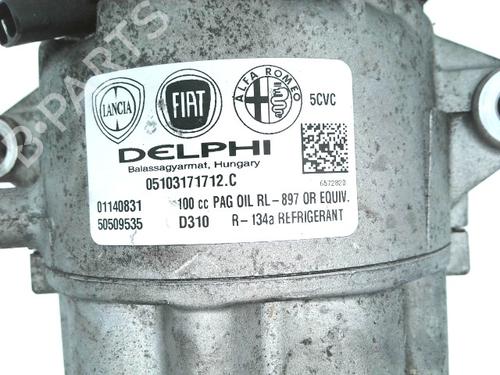 B-PARTS
LANCIA
FIAT
ALFA ROMEO
5CVC
DELPHI
Balassagyarmat, Hungary
05103171712.C
6572823
01140831
100 cc PAG OIL RL-897 OR EQUIV.
50509535
D310
R-134a REFRIGERANT